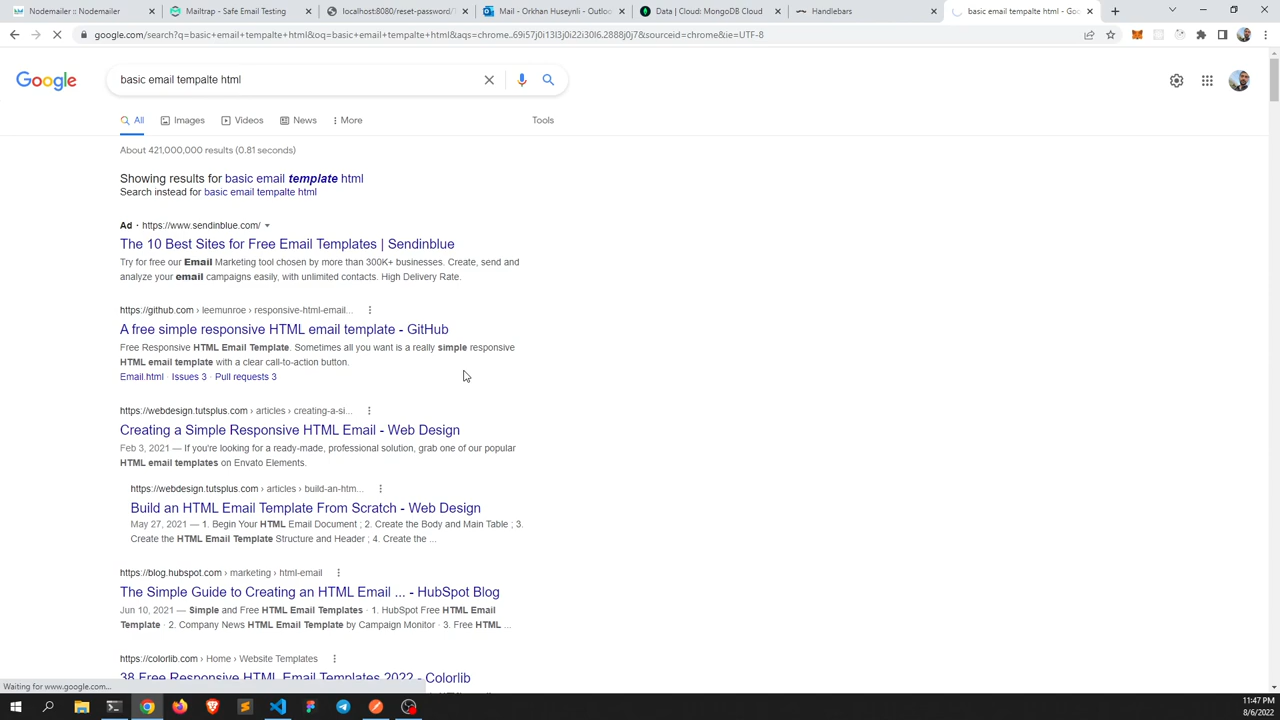 Nodemailer :: Nodemailer
Mailtrap - Safe Email Testing
localhost:8080/reset-password/
Mail - Orkhan Huseynli - Outloo
Data | Cloud: MongoDB Cloud
Handlebars
basic email tempalte html - Goo
google.com/search?q=basic+email+tempalte+html&oq=basic+email+tempalte+html&aqs=chrome..69i57j0i13l3j0i22i30l6.2888j0j7&sourceid=chrome&ie=UTF-8
Google
basic email tempalte html
All
Images
Videos
News
More
Tools
About 421,000,000 results (0.81 seconds)
Showing results for basic email template html
Search instead for basic email tempalte html
Ad · https://www.sendinblue.com/
The 10 Best Sites for Free Email Templates | Sendinblue
Try for free our Email Marketing tool chosen by more than 300K+ businesses. Create, send and
analyze your email campaigns easily, with unlimited contacts. High Delivery Rate.
https://github.com › leemunroe › responsive-html-email...
A free simple responsive HTML email template - GitHub
Free Responsive HTML Email Template. Sometimes all you want is a really simple responsive
HTML email template with a clear call-to-action button.
Email.html · Issues 3 · Pull requests 3
https://webdesign.tutsplus.com › articles › creating-a-si...
Creating a Simple Responsive HTML Email - Web Design
Feb 3, 2021 — If you're looking for a ready-made, professional solution, grab one of our popular
HTML email templates on Envato Elements.
https://webdesign.tutsplus.com › articles › build-an-htm...
Build an HTML Email Template From Scratch - Web Design
May 27, 2021 — 1. Begin Your HTML Email Document ; 2. Create the Body and Main Table ; 3.
Create the HTML Email Template Structure and Header ; 4. Create the ...
https://blog.hubspot.com › marketing › html-email
The Simple Guide to Creating an HTML Email ... - HubSpot Blog
Jun 10, 2021 — Simple and Free HTML Email Templates · 1. HubSpot Free HTML Email
Template · 2. Company News HTML Email Template by Campaign Monitor · 3. Free HTML ...
https://colorlib.com › Home › Website Templates
38 Free Responsive HTML Email Templates 2022 - Colorlib
Waiting for www.google.com...
11:47 PM
8/6/2022